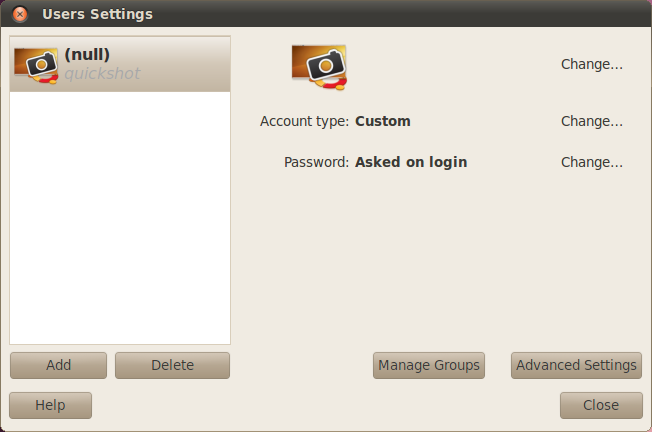 Users Settings
(null)
quickshot
Change...
Account type: Custom
Change...
Password: Asked on login
Change...
Add
Delete
Manage Groups
Advanced Settings
Help
Close